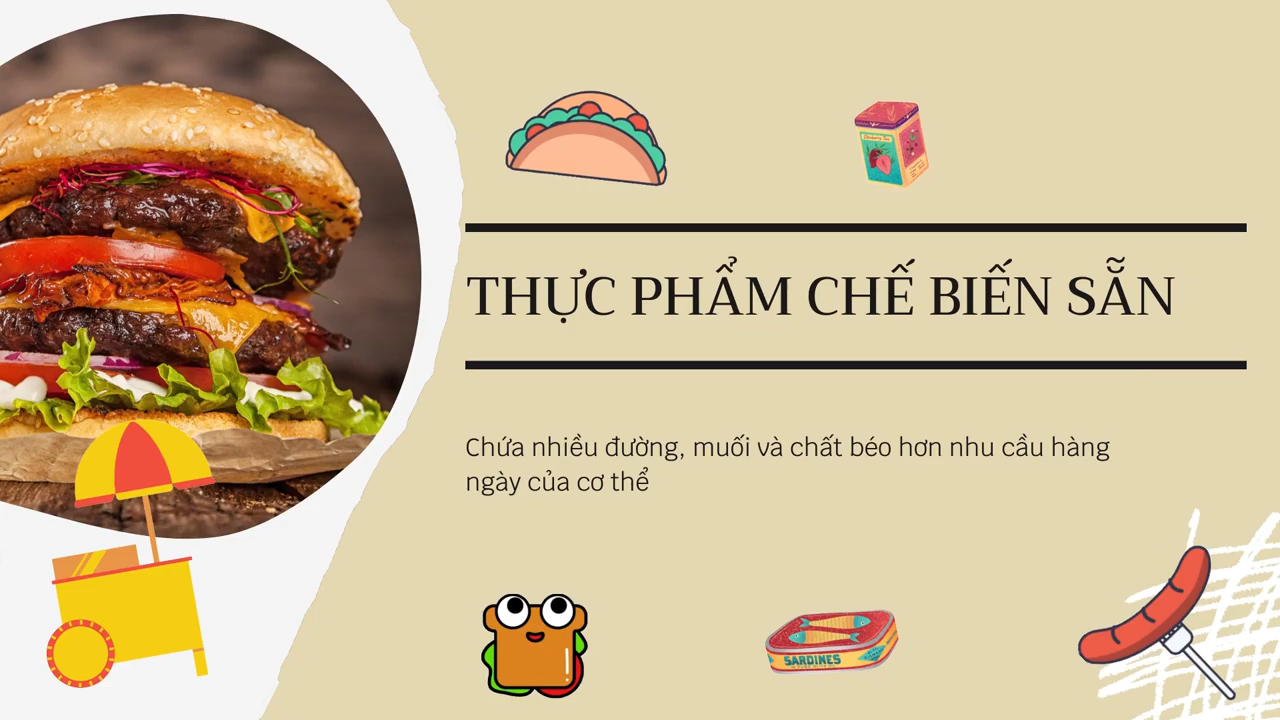 THỰC PHẨM CHẾ BIẾN SẴN
Chứa nhiều đường, muối và chất béo hơn nhu cầu hàng
ngày của cơ thể
SARDINES